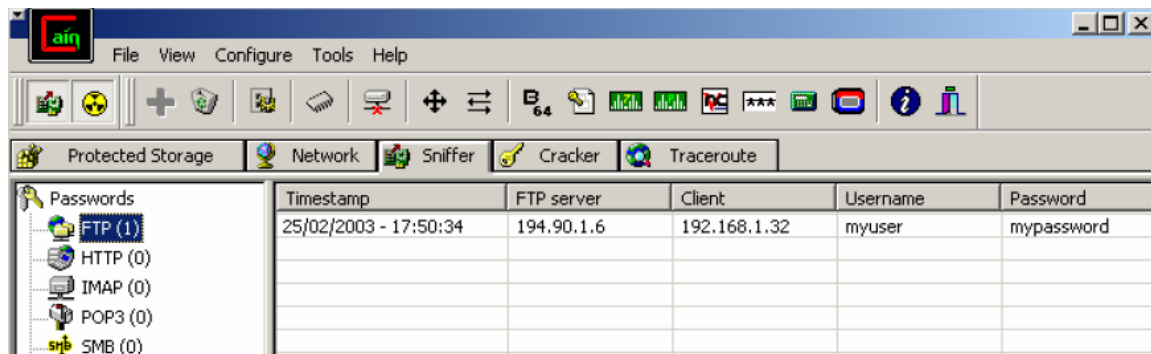 Cain
File View Configure Tools Help
B64 ***
Protected Storage Network Sniffer Cracker Traceroute
Passwords Timestamp FTP server Client Username Password
FTP (1) 25/02/2003 - 17:50:34 194.90.1.6 192.168.1.32 myuser mypassword
HTTP (0)
IMAP (0)
POP3 (0)
SMB SMB (0)